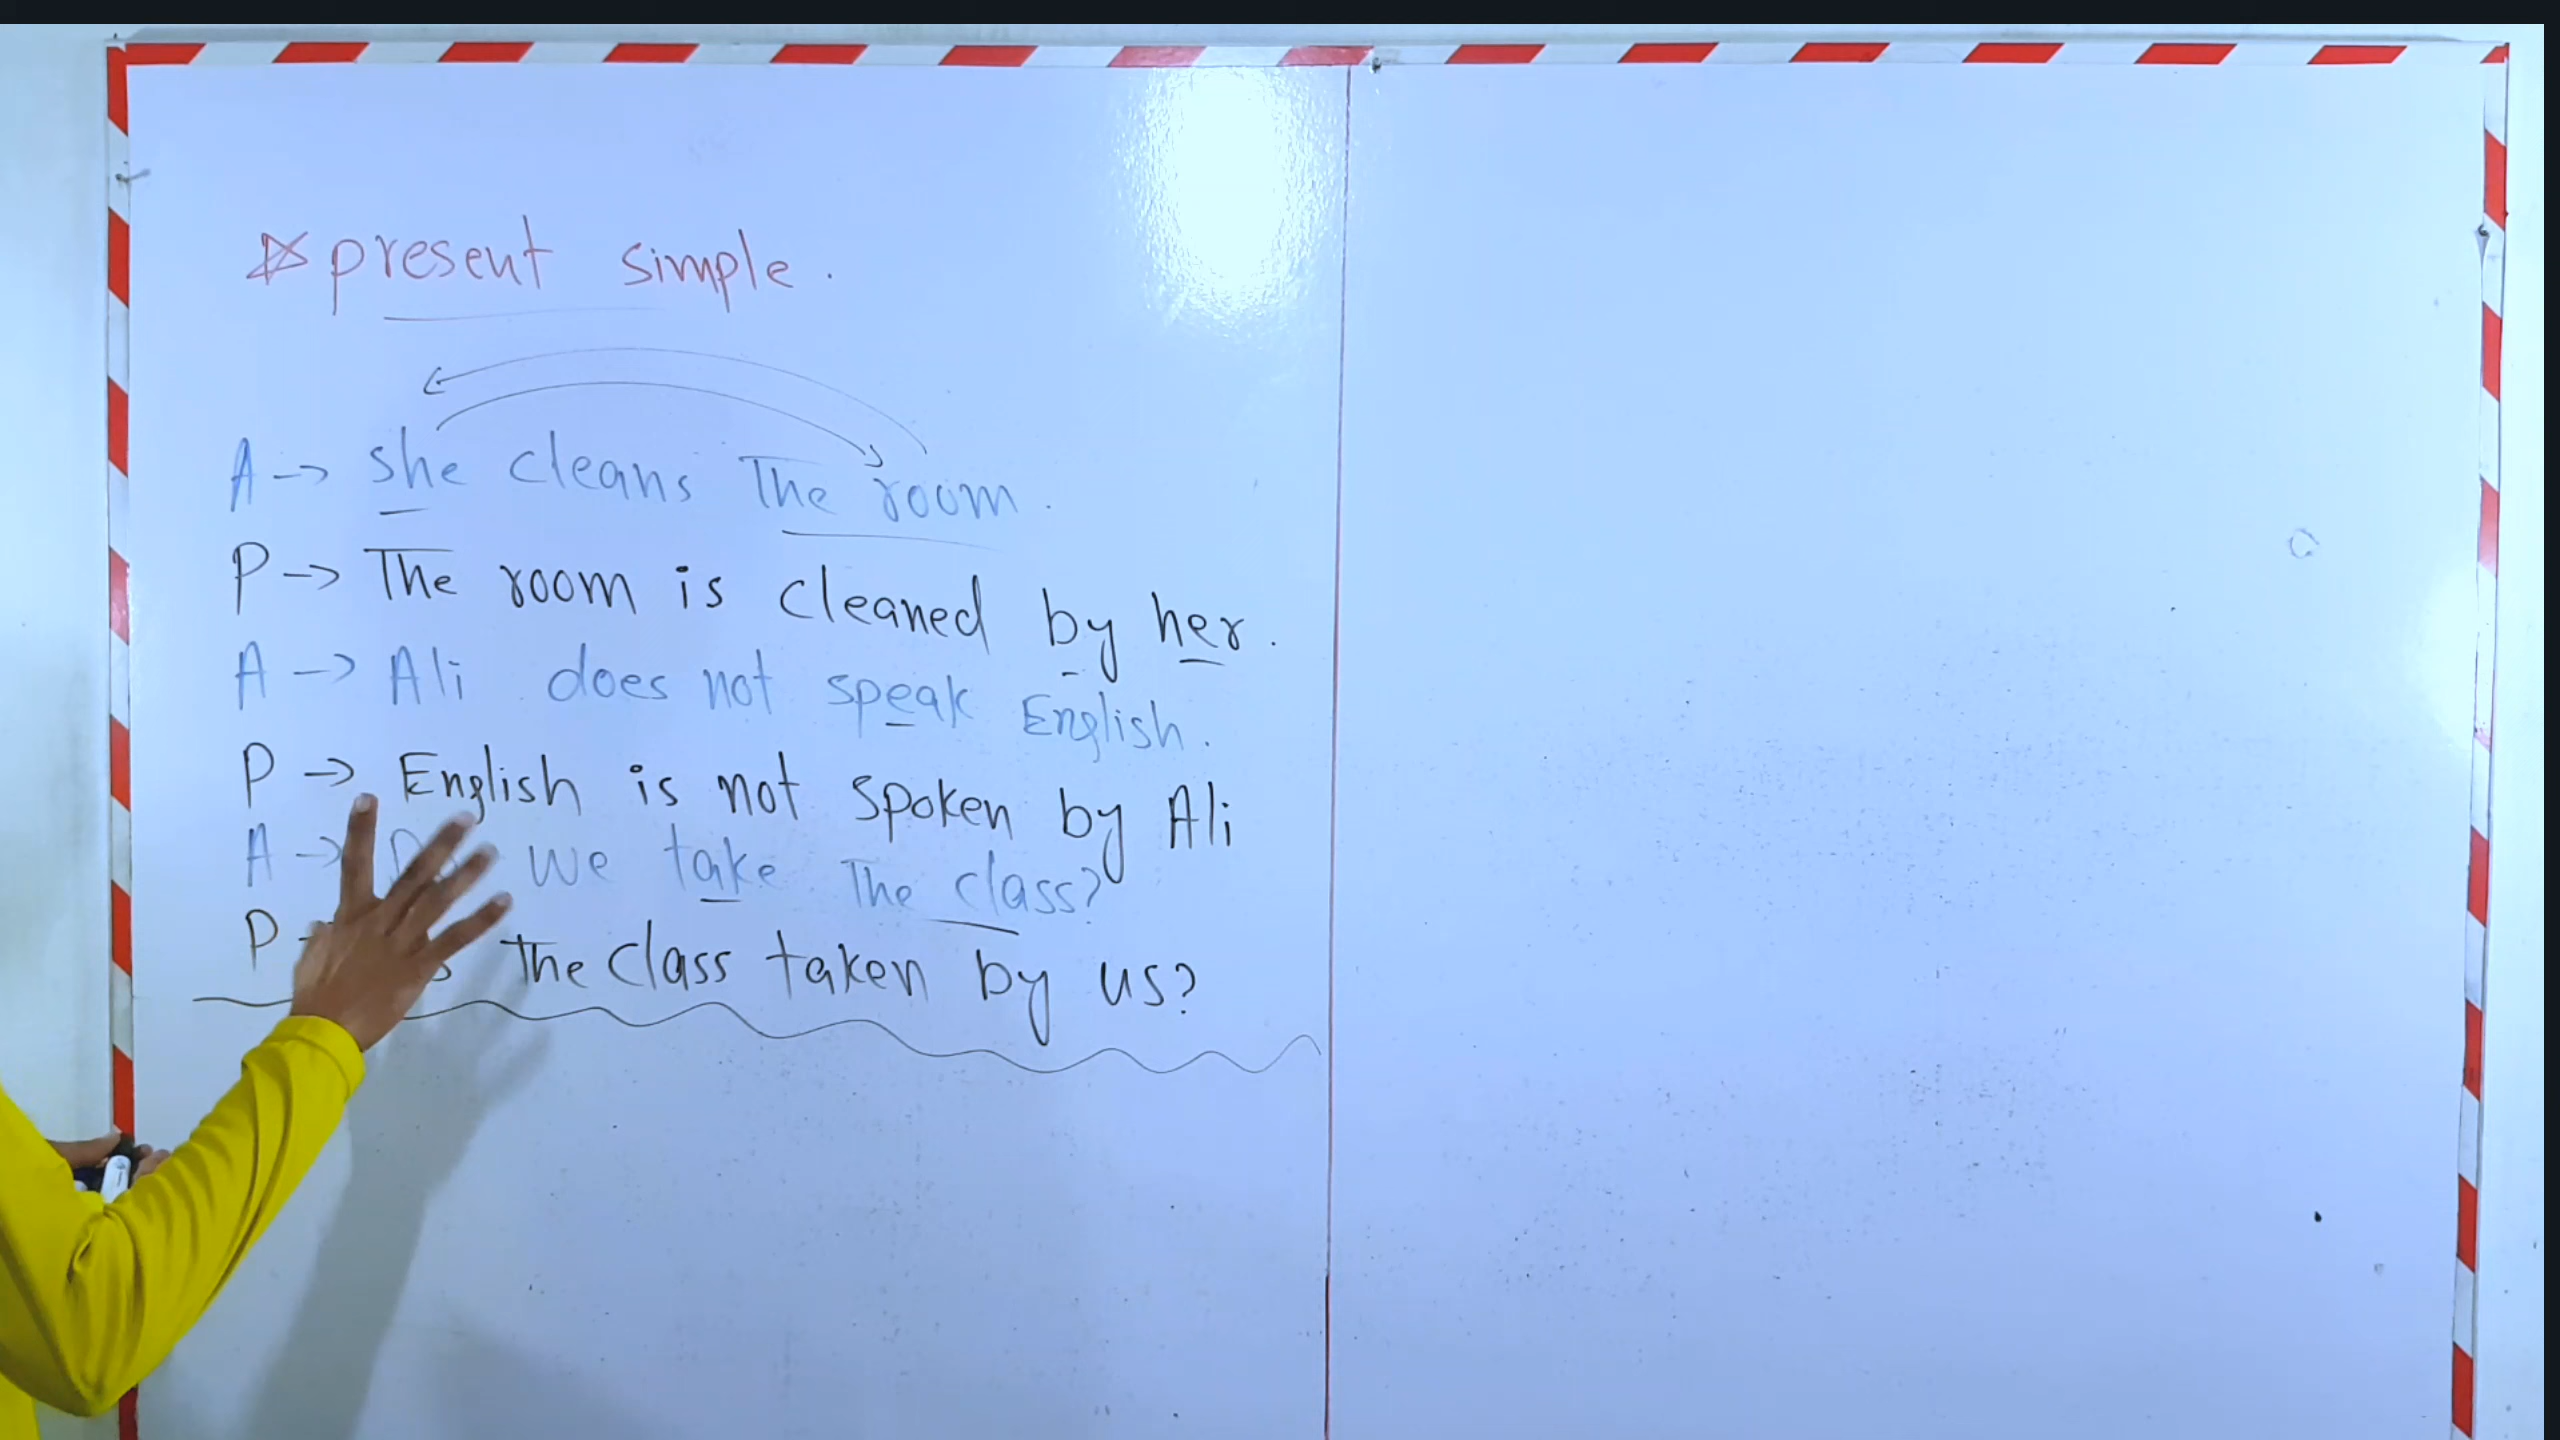 present simple.
A → she cleans The room.
P → The room is cleaned by her.
A → Ali does not speak English.
P → English is not spoken by Ali
A → we take The class?
P → The class taken by us?